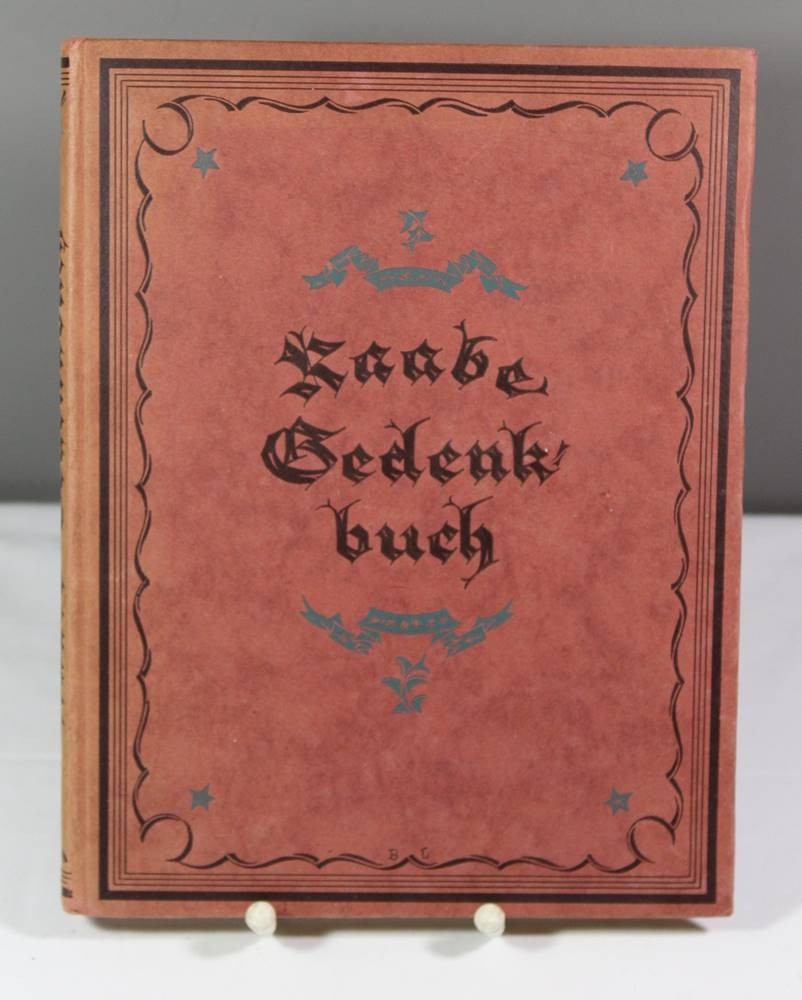 Raabe
Gedenk-
buch
B L